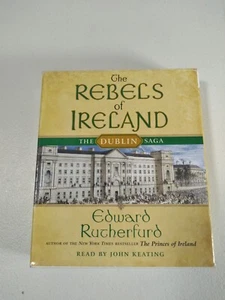 The
REBELS
of
IRELAND
THE DUBLIN SAGA
Edward
Rutherfurd
AUTHOR OF THE NEW YORK TIMES BESTSELLER The Princes of Ireland
READ BY JOHN KEATING